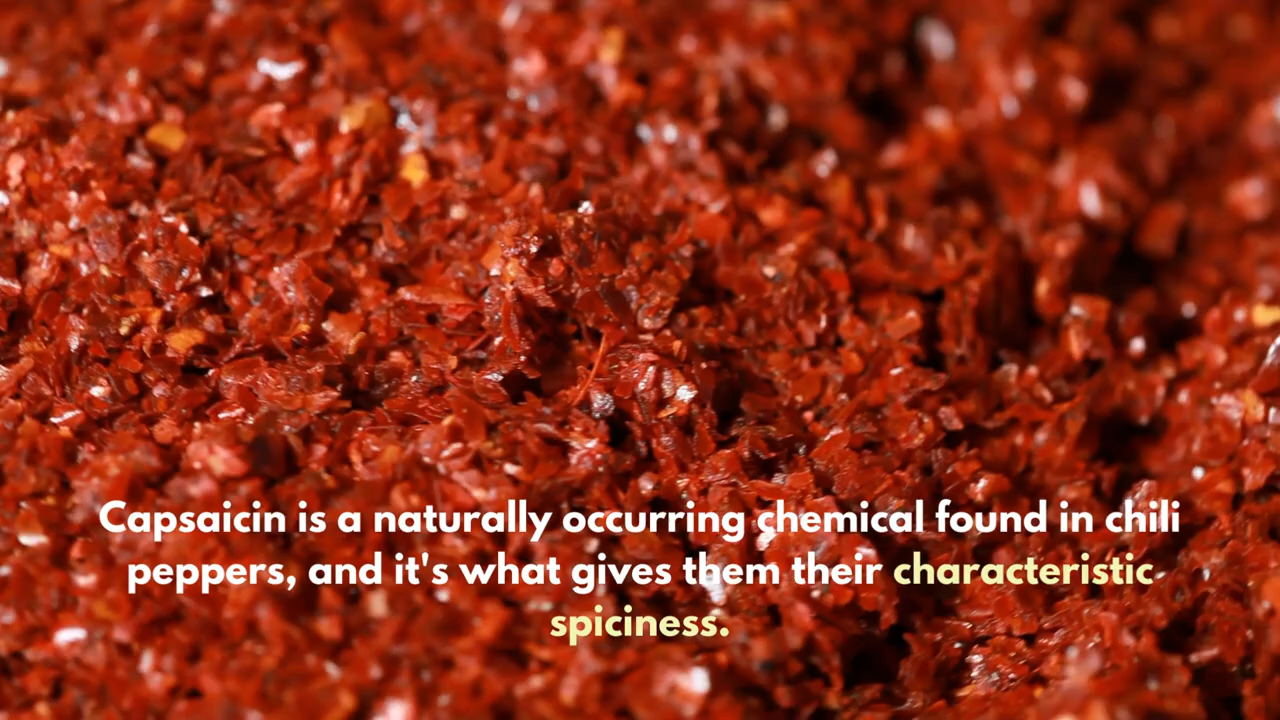 Capsaicin is a naturally occurring chemical found in chili
peppers, and it's what gives them their characteristic
spiciness.